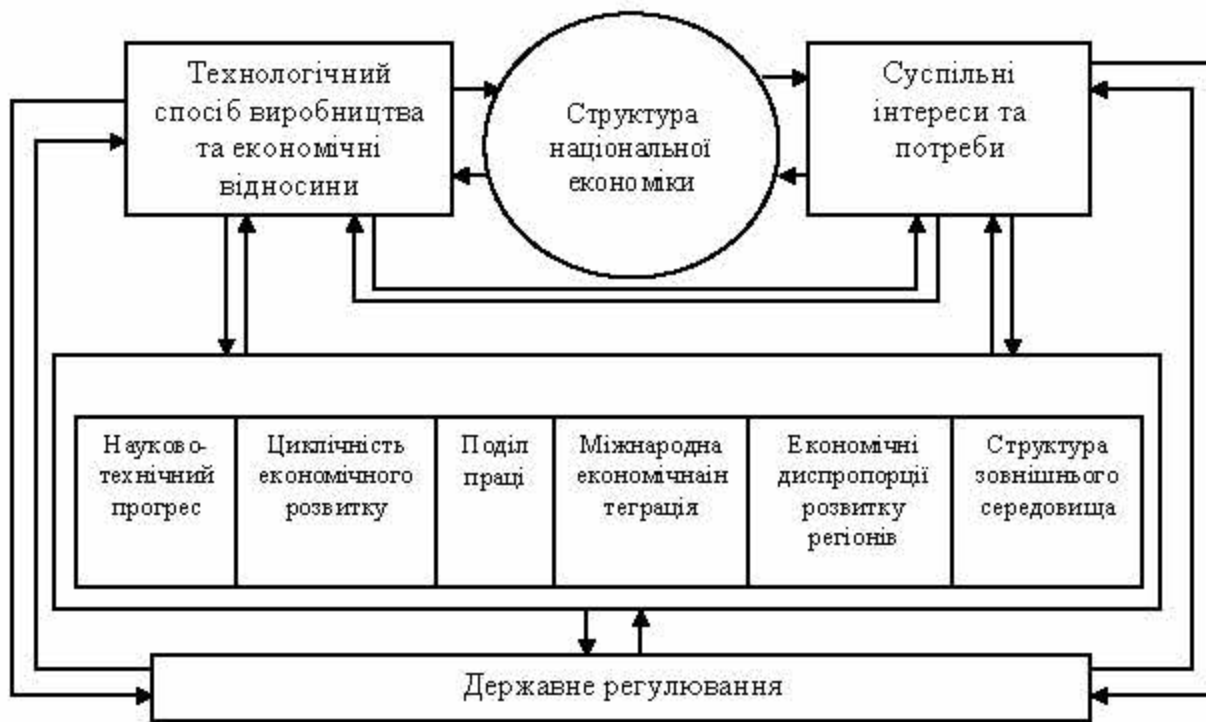 Технологічний
спосіб виробництва
та економічні
відносини
Структура
національної
економіки
Суспільні
інтереси та
потреби
Науково-
технічний
прогрес
Циклічність
економічного
розвитку
Поділ
праці
Міжнародна
економічнаін
теграція
Економічні
диспропорції
розвитку
регіонів
Структура
зовнішнього
середовища
Державне регулювання